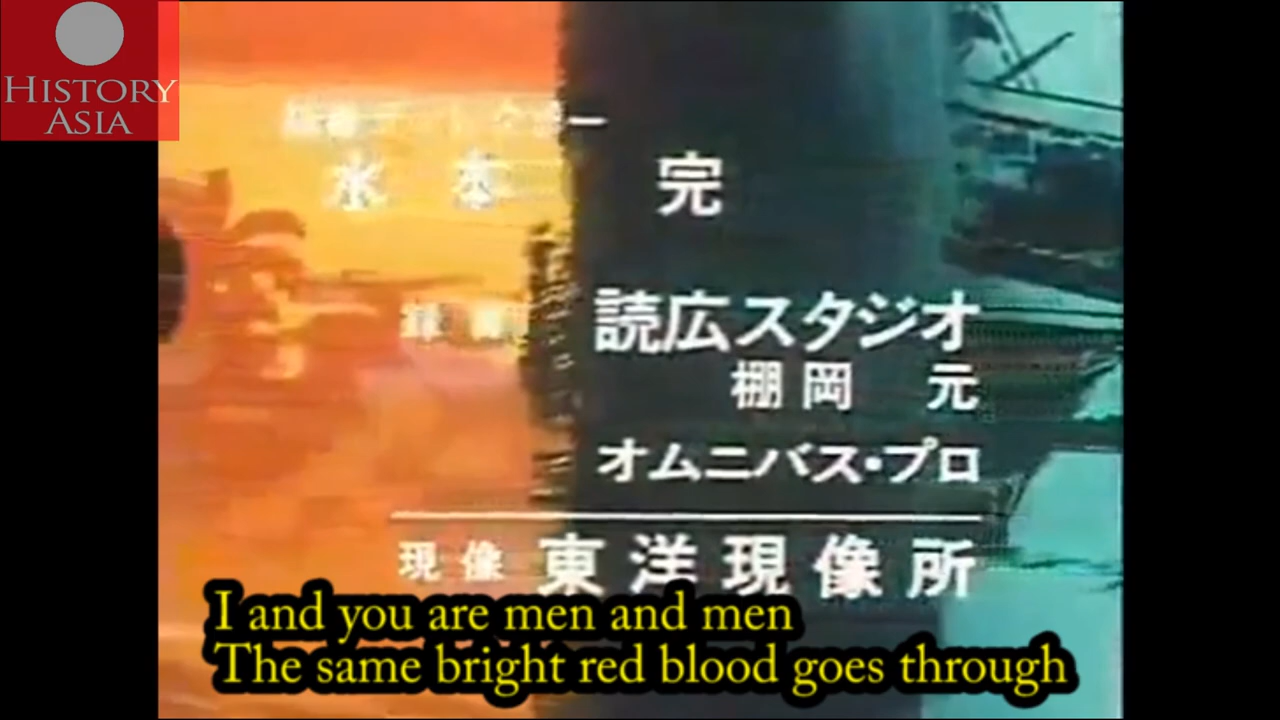 HISTORY
ASIA
水 本 完
読広スタジオ
棚岡 元
オムニバス・プロ
現像 東洋現像所
I and you are men and men
The same bright red blood goes through